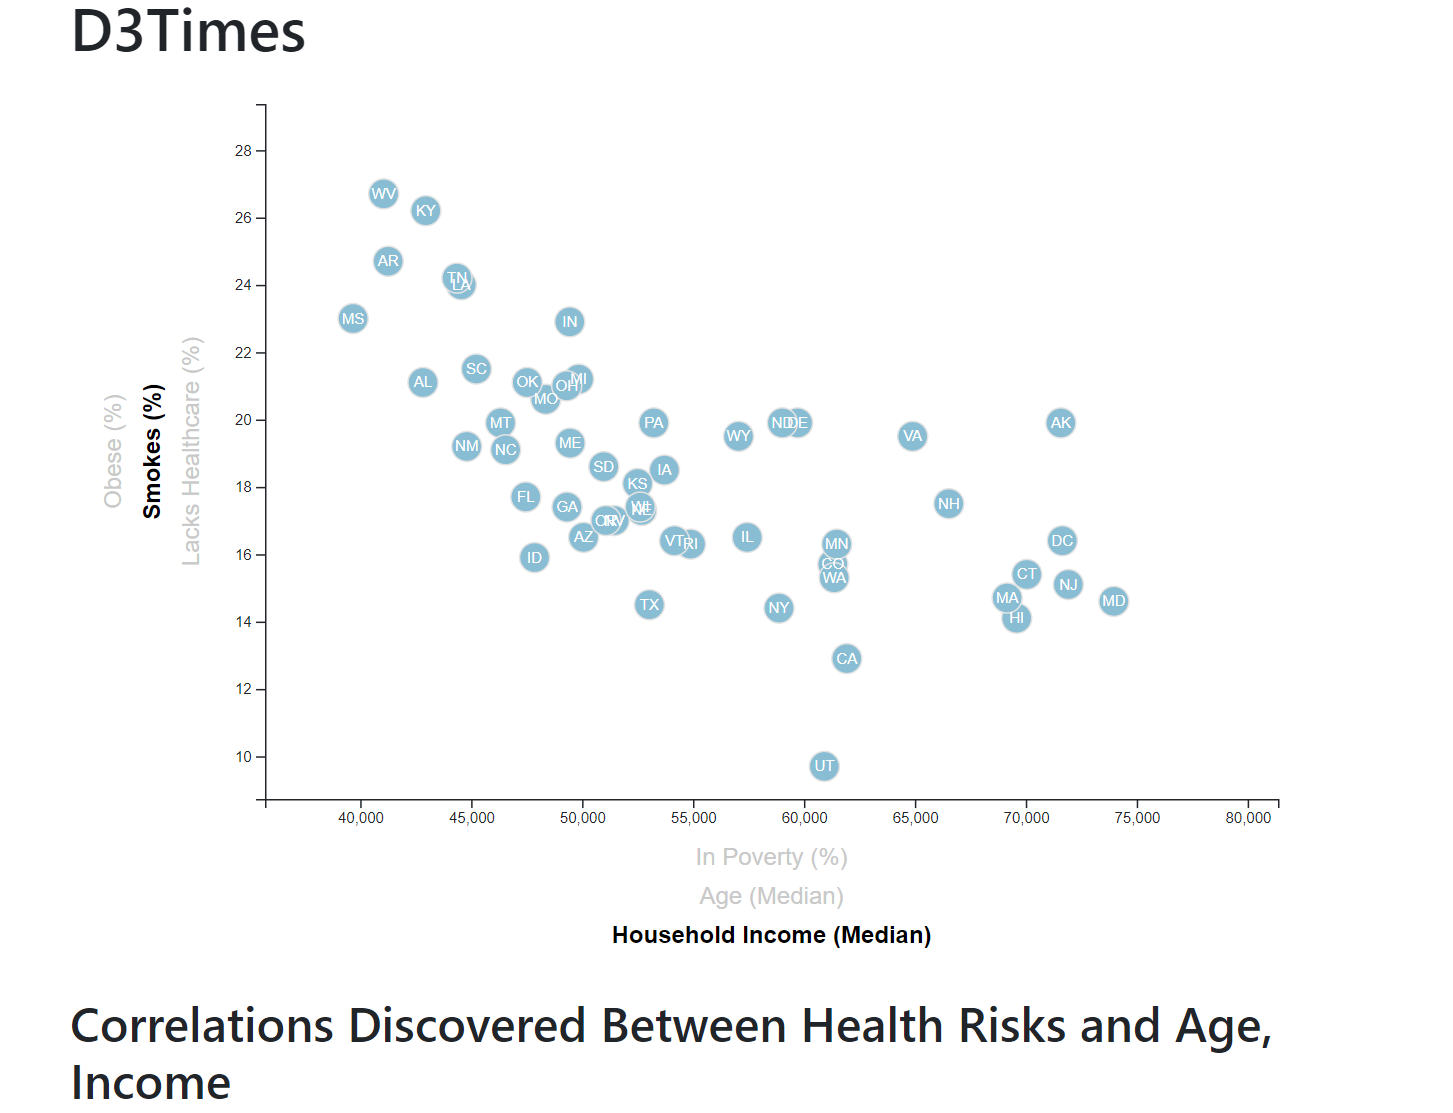 D3Times
28
26
24
22
20
18
16
14
12
10
Obese (%)
Smokes (%)
Lacks Healthcare (%)
WV
KY
AR
TN
LA
MS
IN
SC
AL
OK
MI
OH
MO
MT
PA
ND
DE
WY
VA
AK
NM
NC
ME
SD
IA
KS
FL
GA
WI
NE
OR
NV
NH
AZ
VT
RI
IL
MN
DC
ID
CO
WA
CT
NJ
TX
NY
MA
MD
HI
CA
UT
40,000 45,000 50,000 55,000 60,000 65,000 70,000 75,000 80,000
In Poverty (%)
Age (Median)
Household Income (Median)
Correlations Discovered Between Health Risks and Age,
Income